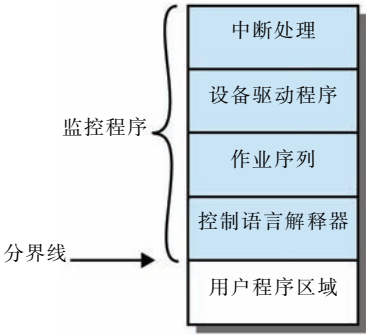 中断处理
设备驱动程序
监控程序
作业序列
控制语言解释器
分界线
用户程序区域